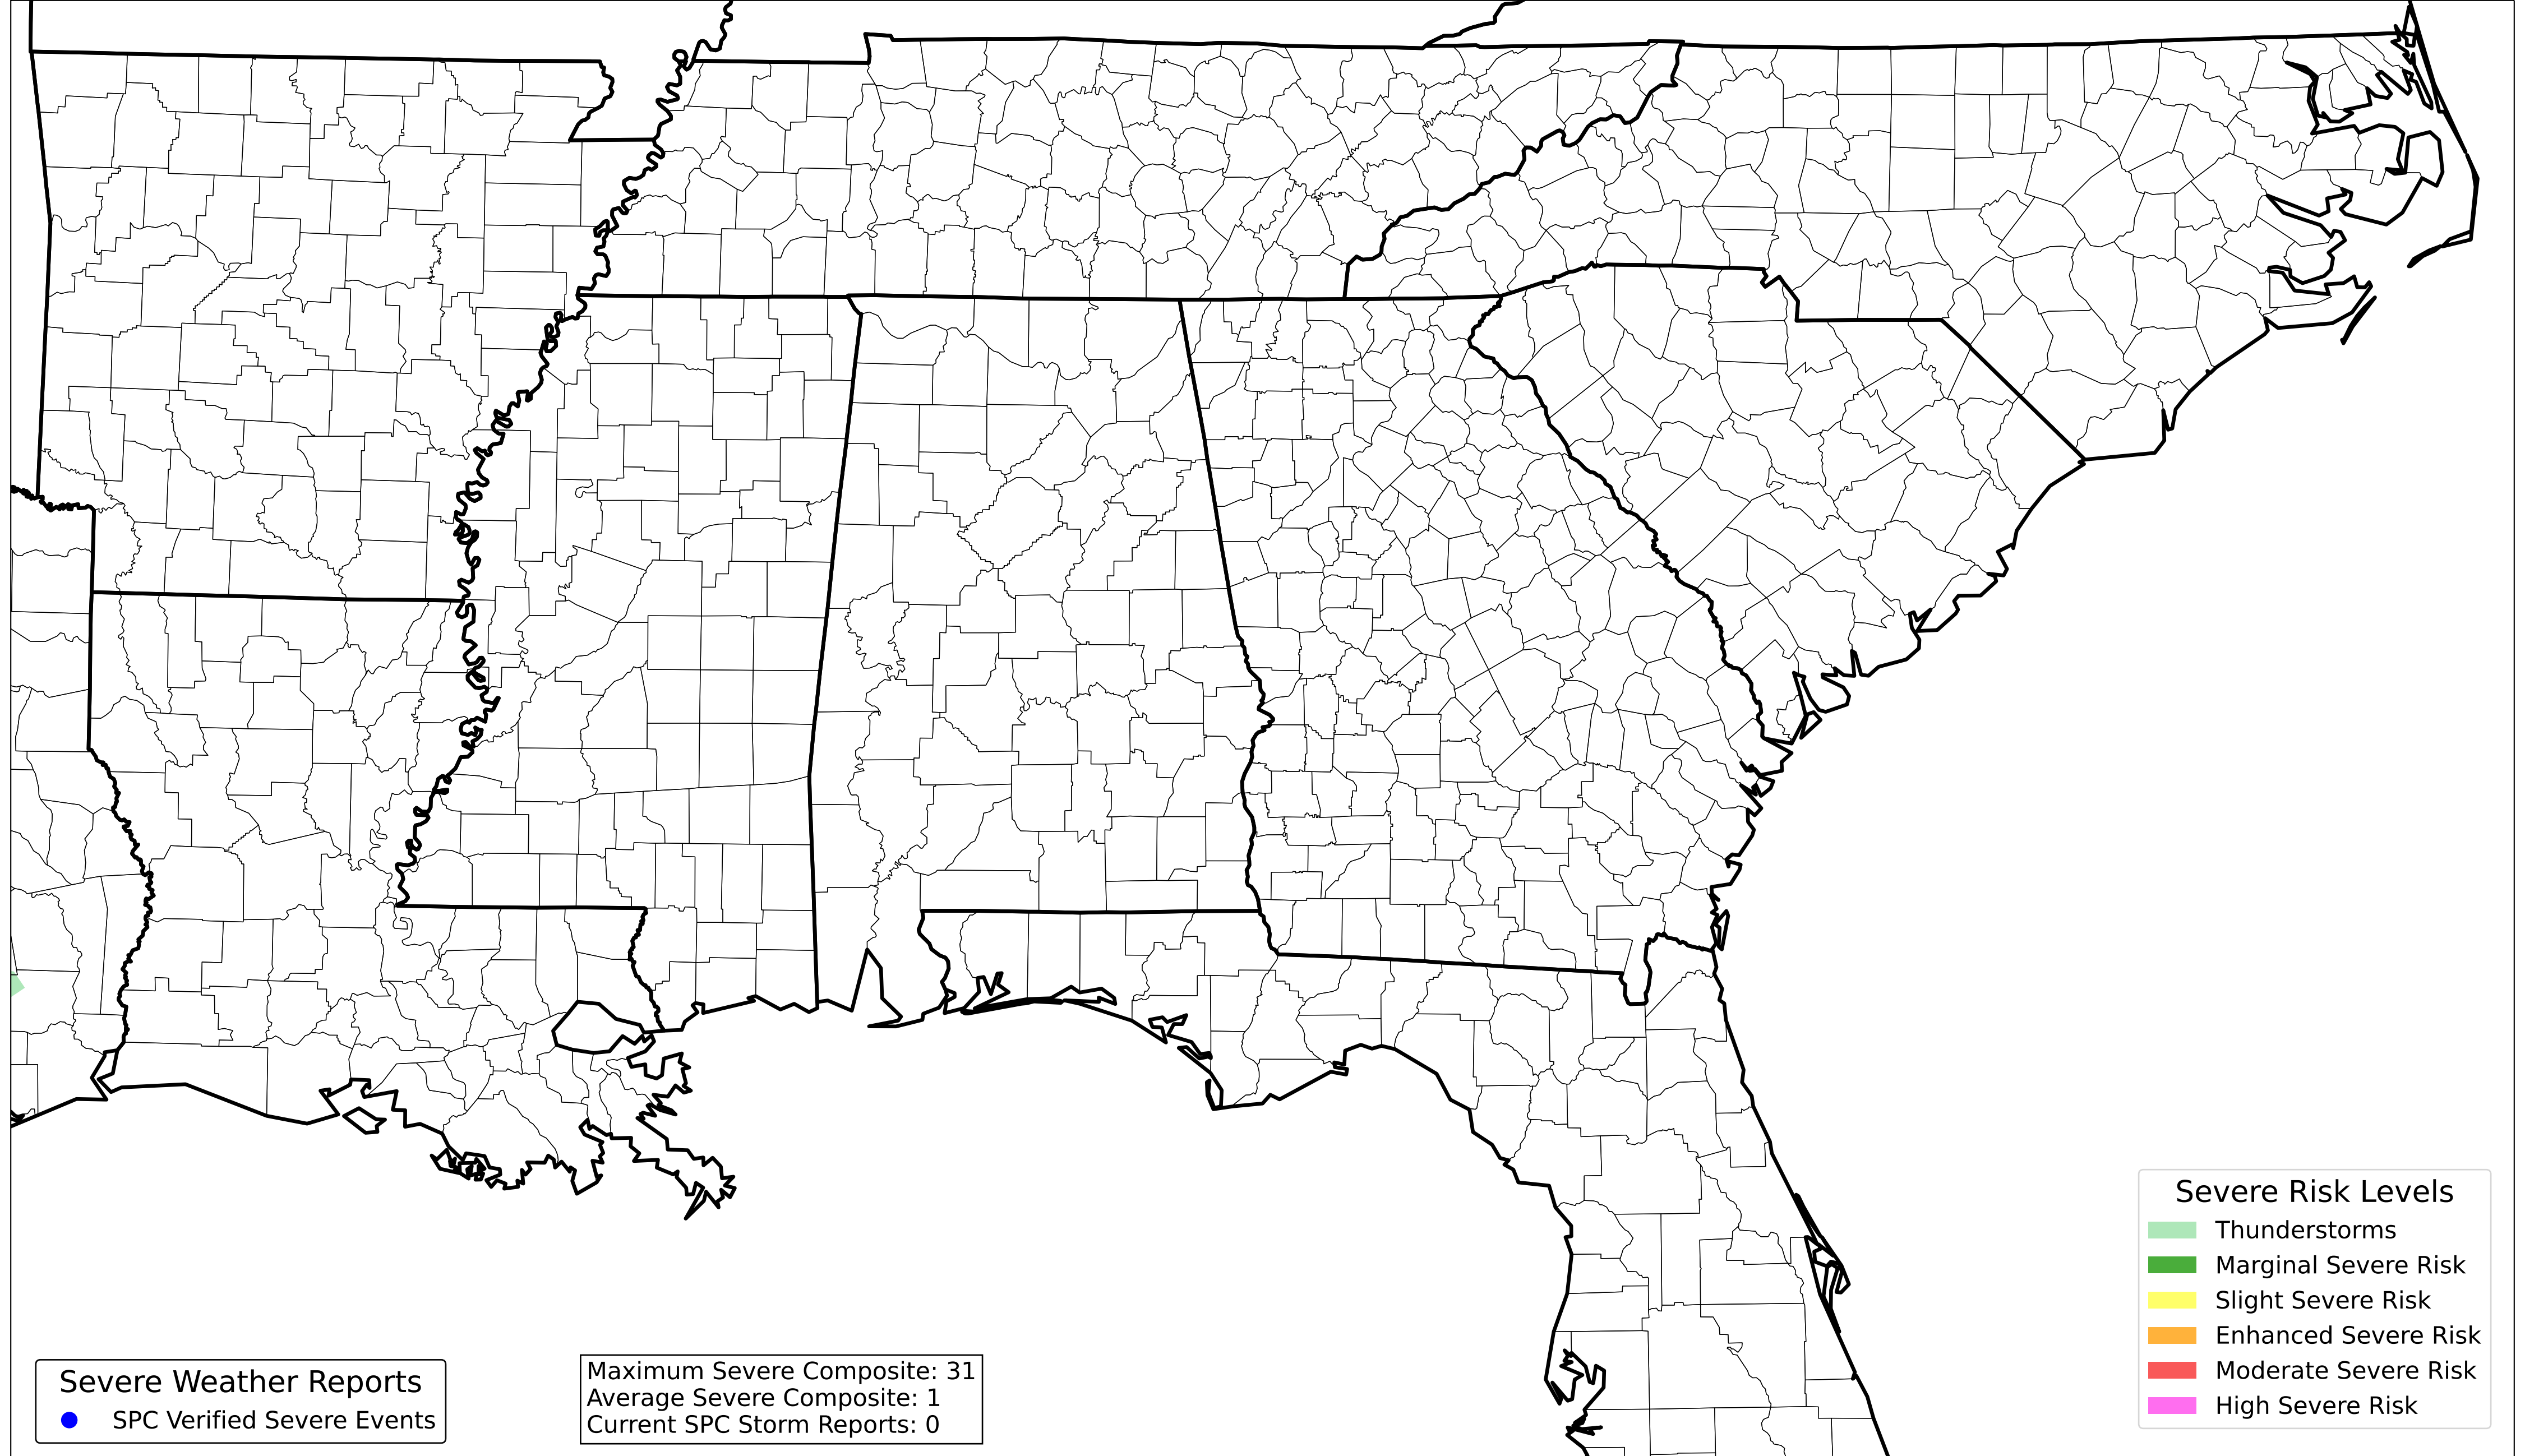 Severe Weather Reports
SPC Verified Severe Events
Maximum Severe Composite: 31
Average Severe Composite: 1
Current SPC Storm Reports: 0
Severe Risk Levels
Thunderstorms
Marginal Severe Risk
Slight Severe Risk
Enhanced Severe Risk
Moderate Severe Risk
High Severe Risk